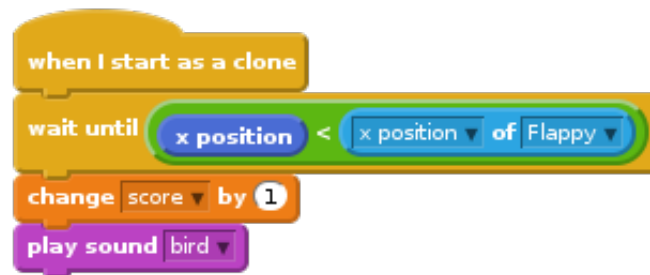 when I start as a clone
wait until x position < x position of Flappy
change score by 1
play sound bird